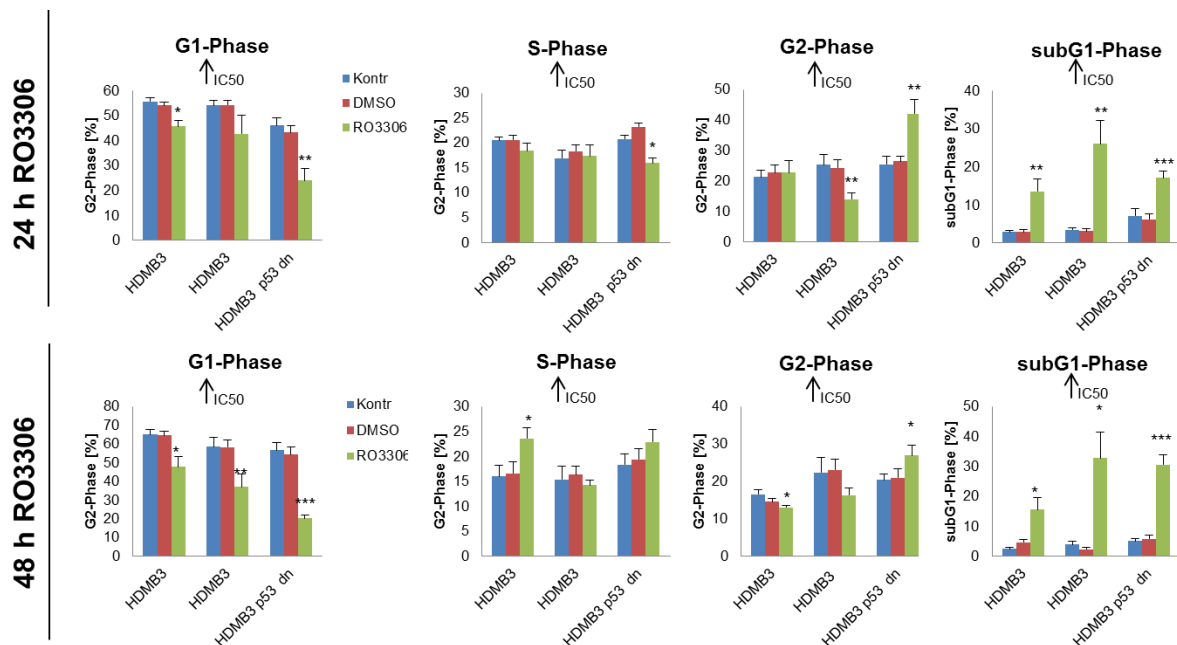 24 h RO3306
G1-Phase
IC50
G2-Phase [%]
60
50
40
30
20
10
0
*
**
HDMB3
HDMB3
HDMB3 p53 dn
Kontr
DMSO
RO3306
S-Phase
IC50
G2-Phase [%]
30
25
20
15
10
5
0
*
HDMB3
HDMB3
HDMB3 p53 dn
G2-Phase
IC50
G2-Phase [%]
50
40
30
20
10
0
**
**
HDMB3
HDMB3
HDMB3 p53 dn
subG1-Phase
IC50
subG1-Phase [%]
40
30
20
10
0
**
**
***
HDMB3
HDMB3
HDMB3 p53 dn
48 h RO3306
G1-Phase
IC50
G2-Phase [%]
80
70
60
50
40
30
20
10
0
*
**
***
HDMB3
HDMB3
HDMB3 p53 dn
Kontr
DMSO
RO3306
S-Phase
IC50
G2-Phase [%]
30
25
20
15
10
5
0
*
HDMB3
HDMB3
HDMB3 p53 dn
G2-Phase
IC50
G2-Phase [%]
40
30
20
10
0
*
*
HDMB3
HDMB3
HDMB3 p53 dn
subG1-Phase
IC50
subG1-Phase [%]
50
40
30
20
10
0
*
*
***
HDMB3
HDMB3
HDMB3 p53 dn